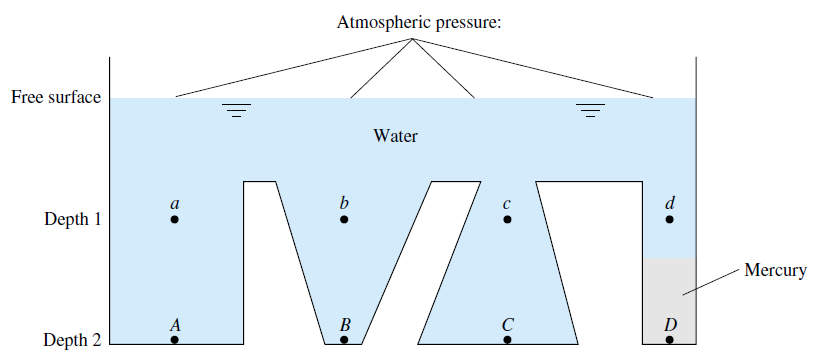 Atmospheric pressure:
Free surface
Water
a
b
c
d
Depth 1
Mercury
A
B
C
D
Depth 2